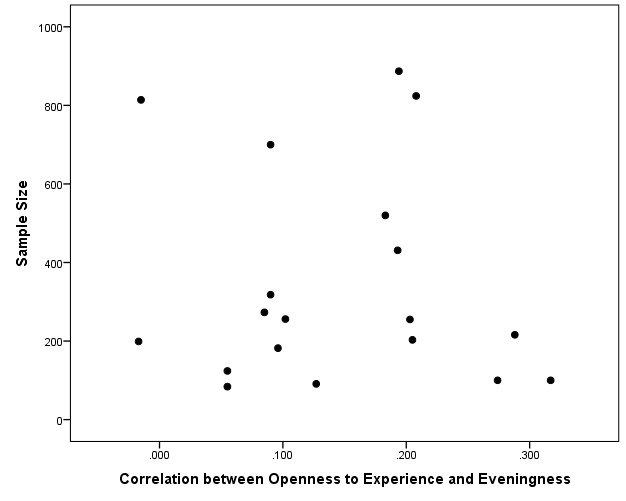 1000
800
600
400
200
0
Sample Size
.000 .100 .200 .300
Correlation between Openness to Experience and Eveningness